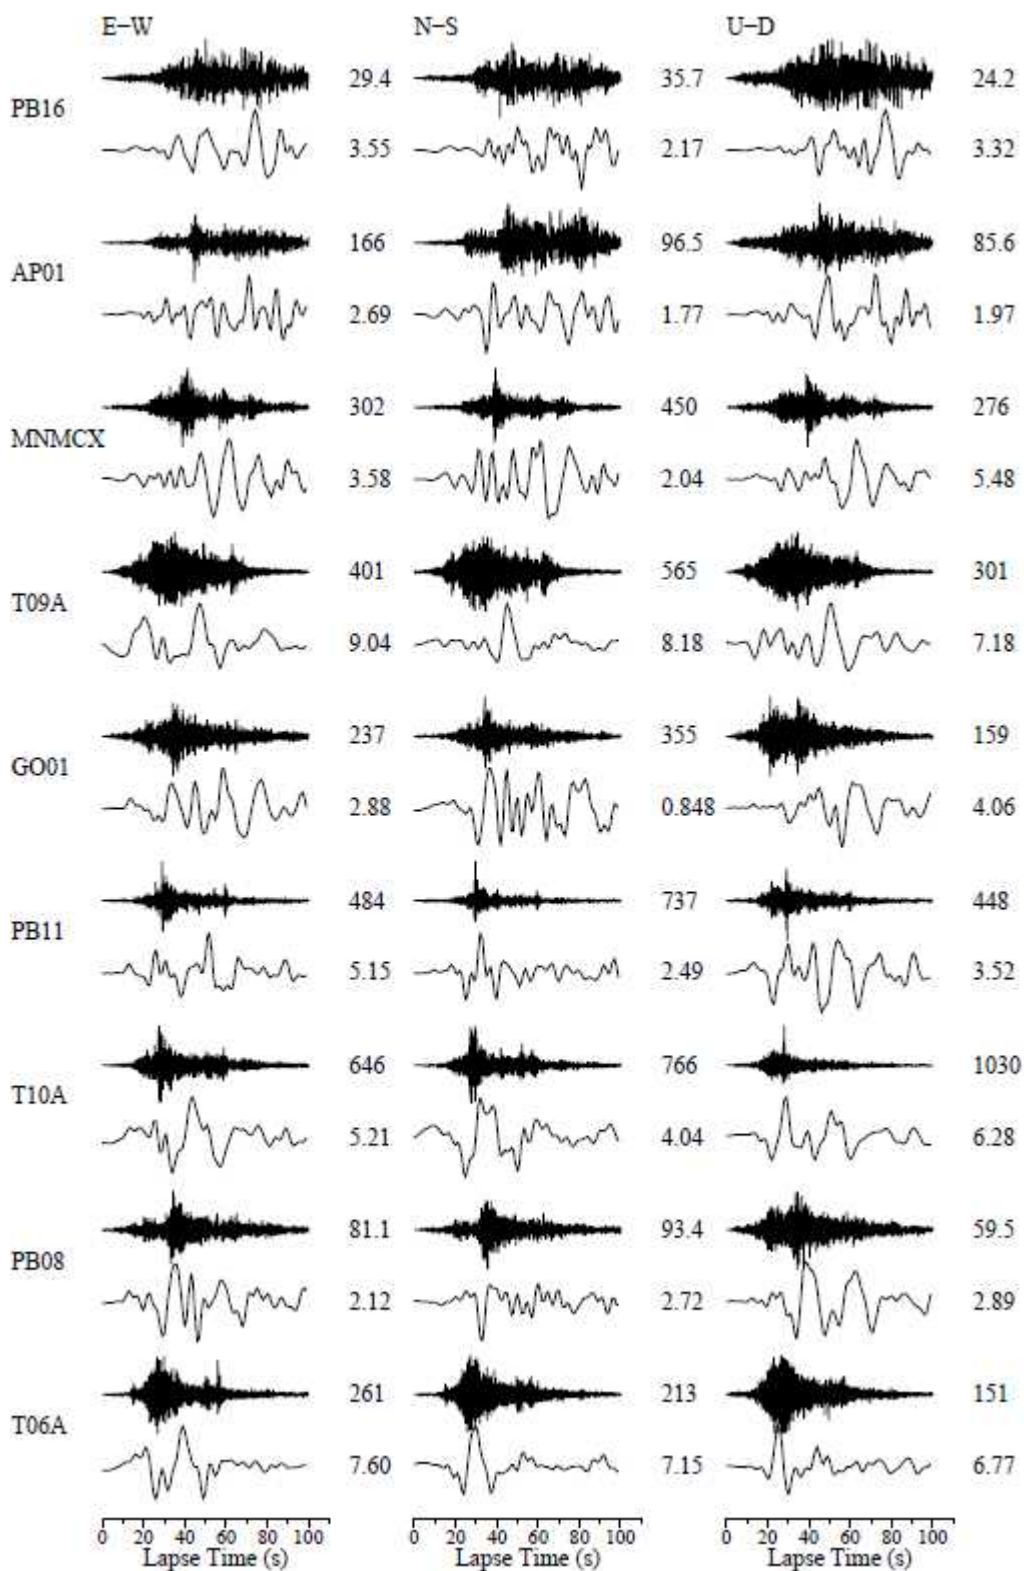 E−W N−S U−D
29.4 35.7 24.2
PB16
3.55 2.17 3.32
166 96.5 85.6
AP01
2.69 1.77 1.97
302 450 276
MNMCX
3.58 2.04 5.48
401 565 301
T09A
9.04 8.18 7.18
237 355 159
GO01
2.88 0.848 4.06
484 737 448
PB11
5.15 2.49 3.52
646 766 1030
T10A
5.21 4.04 6.28
81.1 93.4 59.5
PB08
2.12 2.72 2.89
261 213 151
T06A
7.60 7.15 6.77
0 20 40 60 80 100 0 20 40 60 80 100 0 20 40 60 80 100
Lapse Time (s) Lapse Time (s) Lapse Time (s)